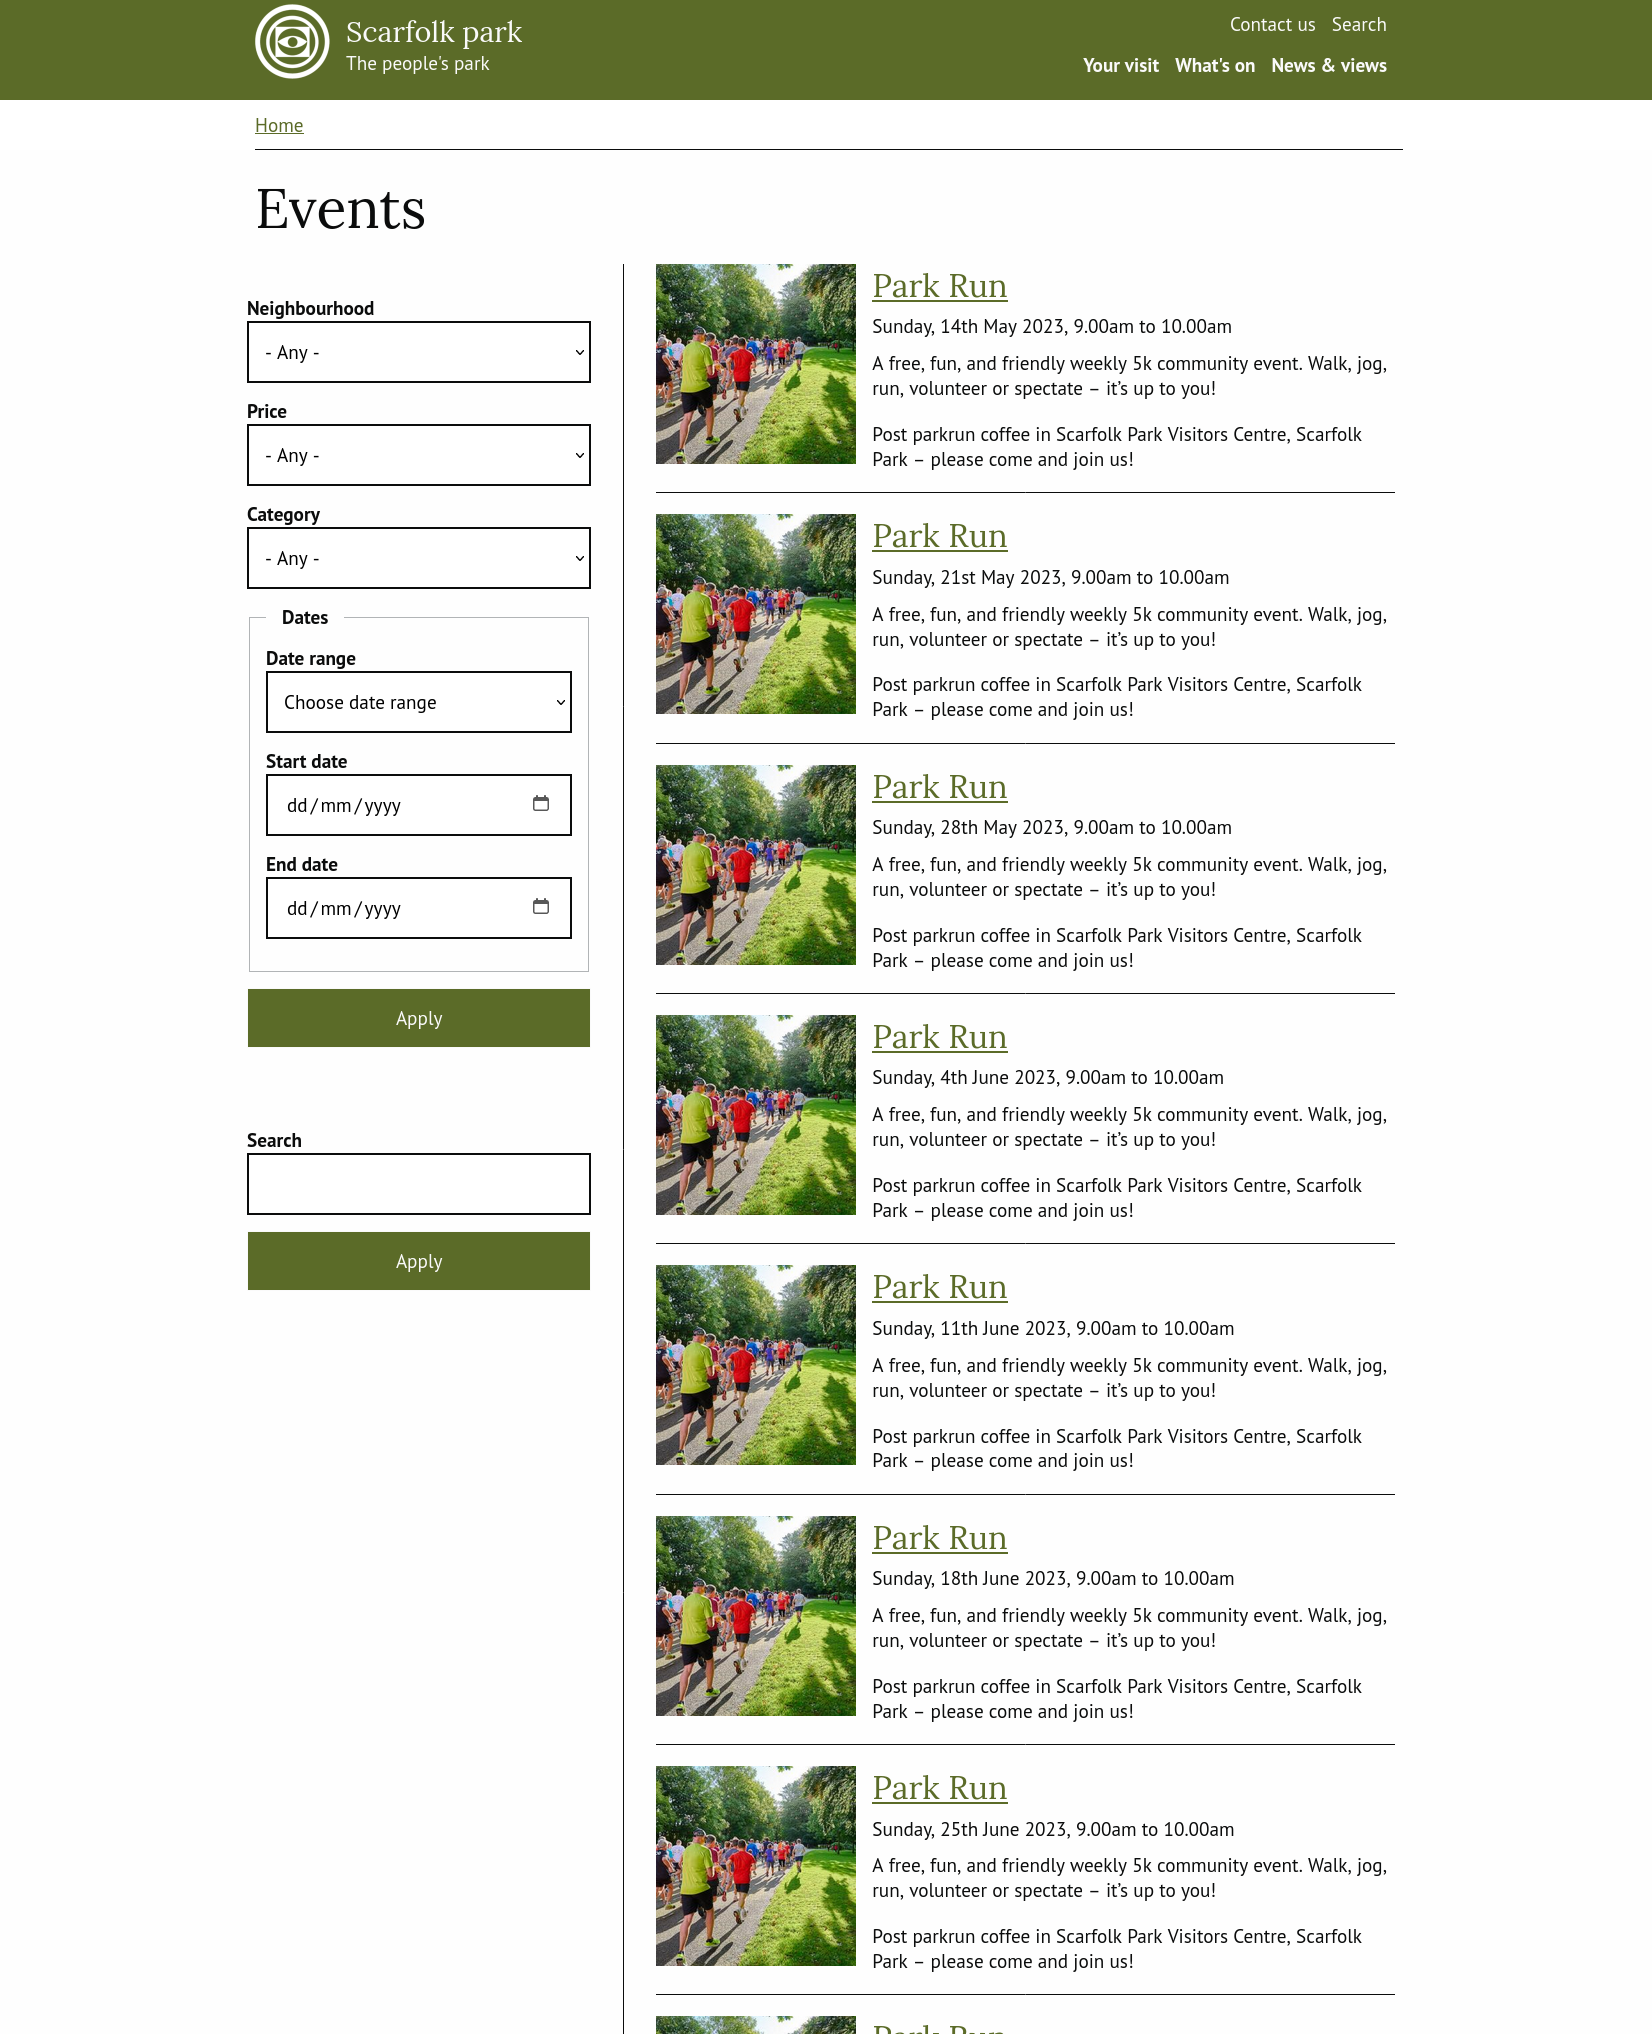 Scarfolk park
The people's park
Contact us Search
Your visit What's on News & views
Home
Events
Neighbourhood
- Any -
Price
- Any -
Category
- Any -
Dates
Date range
Choose date range
Start date
dd/mm/yyyy
End date
dd/mm/yyyy
Apply
Search
Apply
Park Run
Sunday, 14th May 2023, 9.00am to 10.00am
A free, fun, and friendly weekly 5k community event. Walk, jog,
run, volunteer or spectate – it’s up to you!
Post parkrun coffee in Scarfolk Park Visitors Centre, Scarfolk
Park – please come and join us!
Park Run
Sunday, 21st May 2023, 9.00am to 10.00am
A free, fun, and friendly weekly 5k community event. Walk, jog,
run, volunteer or spectate – it’s up to you!
Post parkrun coffee in Scarfolk Park Visitors Centre, Scarfolk
Park – please come and join us!
Park Run
Sunday, 28th May 2023, 9.00am to 10.00am
A free, fun, and friendly weekly 5k community event. Walk, jog,
run, volunteer or spectate – it’s up to you!
Post parkrun coffee in Scarfolk Park Visitors Centre, Scarfolk
Park – please come and join us!
Park Run
Sunday, 4th June 2023, 9.00am to 10.00am
A free, fun, and friendly weekly 5k community event. Walk, jog,
run, volunteer or spectate – it’s up to you!
Post parkrun coffee in Scarfolk Park Visitors Centre, Scarfolk
Park – please come and join us!
Park Run
Sunday, 11th June 2023, 9.00am to 10.00am
A free, fun, and friendly weekly 5k community event. Walk, jog,
run, volunteer or spectate – it’s up to you!
Post parkrun coffee in Scarfolk Park Visitors Centre, Scarfolk
Park – please come and join us!
Park Run
Sunday, 18th June 2023, 9.00am to 10.00am
A free, fun, and friendly weekly 5k community event. Walk, jog,
run, volunteer or spectate – it’s up to you!
Post parkrun coffee in Scarfolk Park Visitors Centre, Scarfolk
Park – please come and join us!
Park Run
Sunday, 25th June 2023, 9.00am to 10.00am
A free, fun, and friendly weekly 5k community event. Walk, jog,
run, volunteer or spectate – it’s up to you!
Post parkrun coffee in Scarfolk Park Visitors Centre, Scarfolk
Park – please come and join us!
Park Run